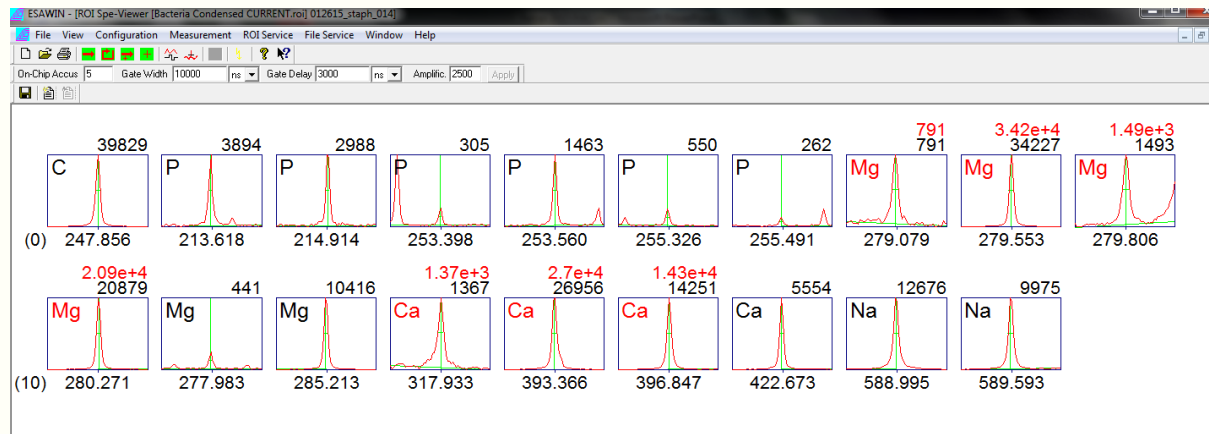 ESAWIN - [ROI Spe-Viewer [Bacteria Condensed CURRENT.roi] 012615_staph_014]
File View Configuration Measurement ROI Service File Service Window Help
On-Chip Accus 5 Gate Width 10000 ns Gate Delay 3000 ns Amplific. 2500 Apply
791 3.42e+4 1.49e+3
39829 3894 2988 305 1463 550 262 791 34227 1493
C P P P P P P Mg Mg Mg
(0) 247.856 213.618 214.914 253.398 253.560 255.326 255.491 279.079 279.553 279.806
2.09e+4 1.37e+3 2.7e+4 1.43e+4
20879 441 10416 1367 26956 14251 5554 12676 9975
Mg Mg Mg Ca Ca Ca Ca Na Na
(10) 280.271 277.983 285.213 317.933 393.366 396.847 422.673 588.995 589.593